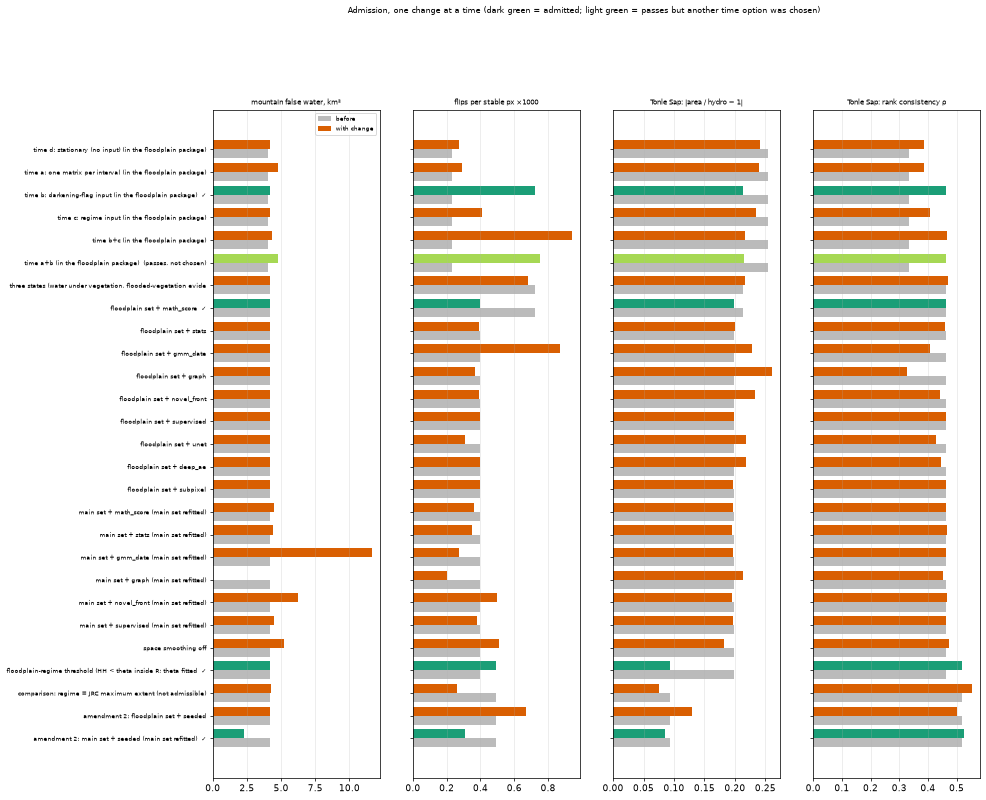 Admission, one change at a time (dark green = admitted; light green = passes but another time option was chosen)
mountain false water, km²
flips per stable px ×1000
Tonle Sap: |area / hydro − 1|
Tonle Sap: rank consistency ρ
before
with change
time d: stationary (no input) (in the floodplain package)
time a: one matrix per interval (in the floodplain package)
time b: darkening-flag input (in the floodplain package) ✓
time c: regime input (in the floodplain package)
time b+c (in the floodplain package)
time a+b (in the floodplain package) (passes, not chosen)
three states (water under vegetation, flooded-vegetation evide
floodplain set + math_score ✓
floodplain set + stats
floodplain set + gmm_date
floodplain set + graph
floodplain set + novel_front
floodplain set + supervised
floodplain set + unet
floodplain set + deep_ae
floodplain set + subpixel
main set + math_score (main set refitted)
main set + stats (main set refitted)
main set + gmm_date (main set refitted)
main set + graph (main set refitted)
main set + novel_front (main set refitted)
main set + supervised (main set refitted)
space smoothing off
floodplain-regime threshold (HH < theta inside R; theta fitted ✓
comparison: regime = JRC maximum extent (not admissible)
amendment 2: floodplain set + seeded
amendment 2: main set + seeded (main set refitted) ✓
0.0 2.5 5.0 7.5 10.0
0.0 0.2 0.4 0.6 0.8
0.00 0.05 0.10 0.15 0.20 0.25
0.0 0.1 0.2 0.3 0.4 0.5